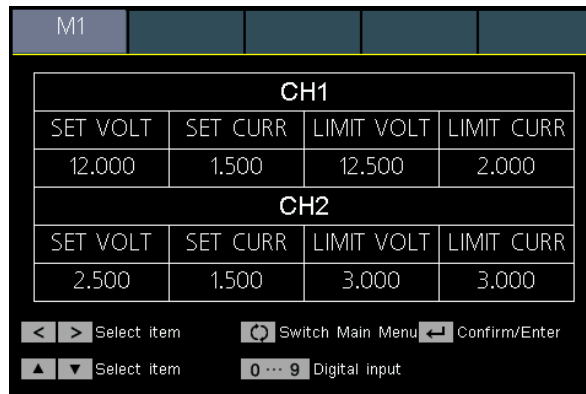 M1
CH1
SET VOLT SET CURR LIMIT VOLT LIMIT CURR
12.000 1.500 12.500 2.000
CH2
SET VOLT SET CURR LIMIT VOLT LIMIT CURR
2.500 1.500 3.000 3.000
< > Select item Switch Main Menu Confirm/Enter
▲ ▼ Select item 0 ··· 9 Digital input